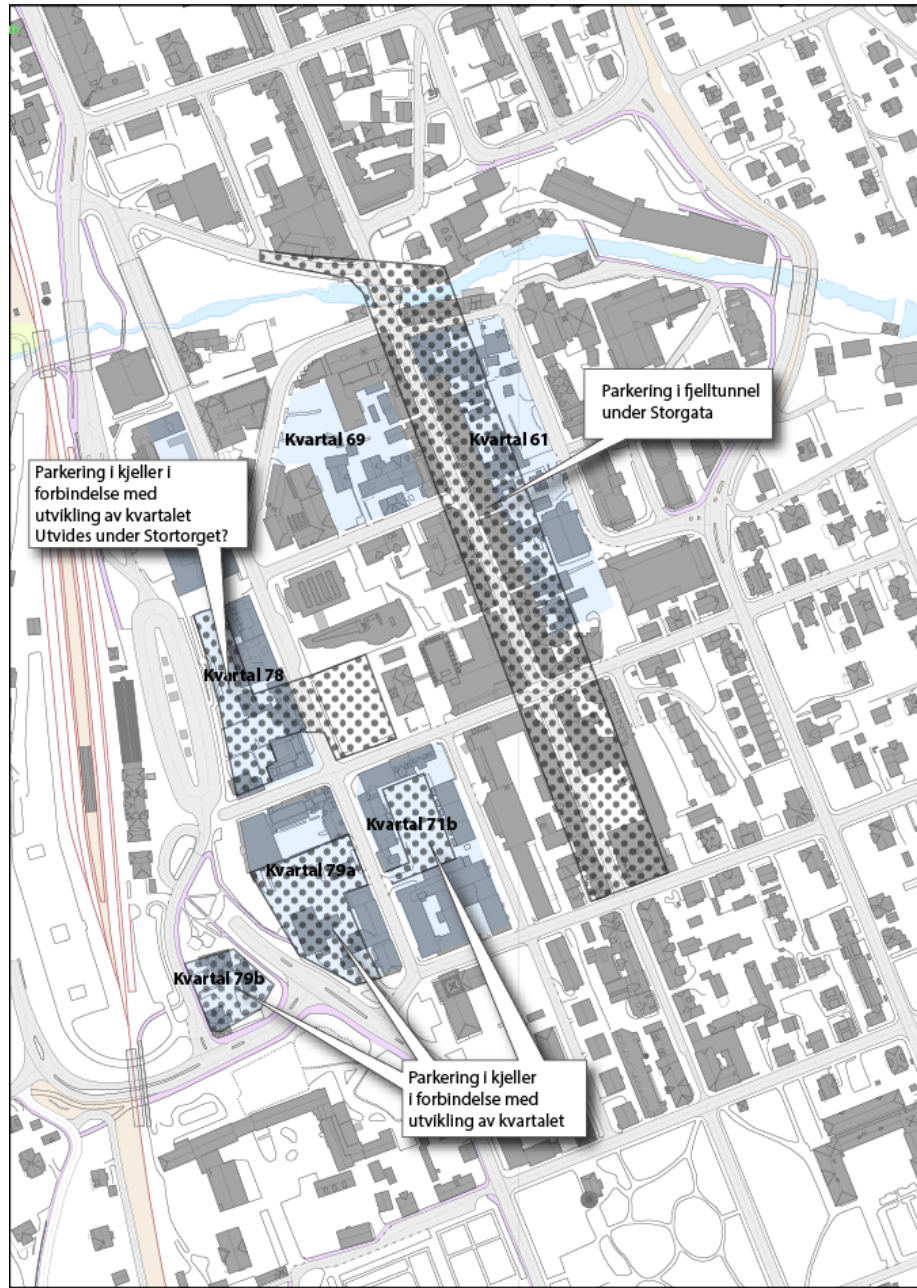 Parkering i fjelltunnel
under Storgata
Kvartal 69
Kvartal 61
Parkering i kjeller i
forbindelse med
utvikling av kvartalet
Utvides under Stortorget?
Kvartal 78
Kvartal 71b
Kvartal 79a
Kvartal 79b
Parkering i kjeller
i forbindelse med
utvikling av kvartalet